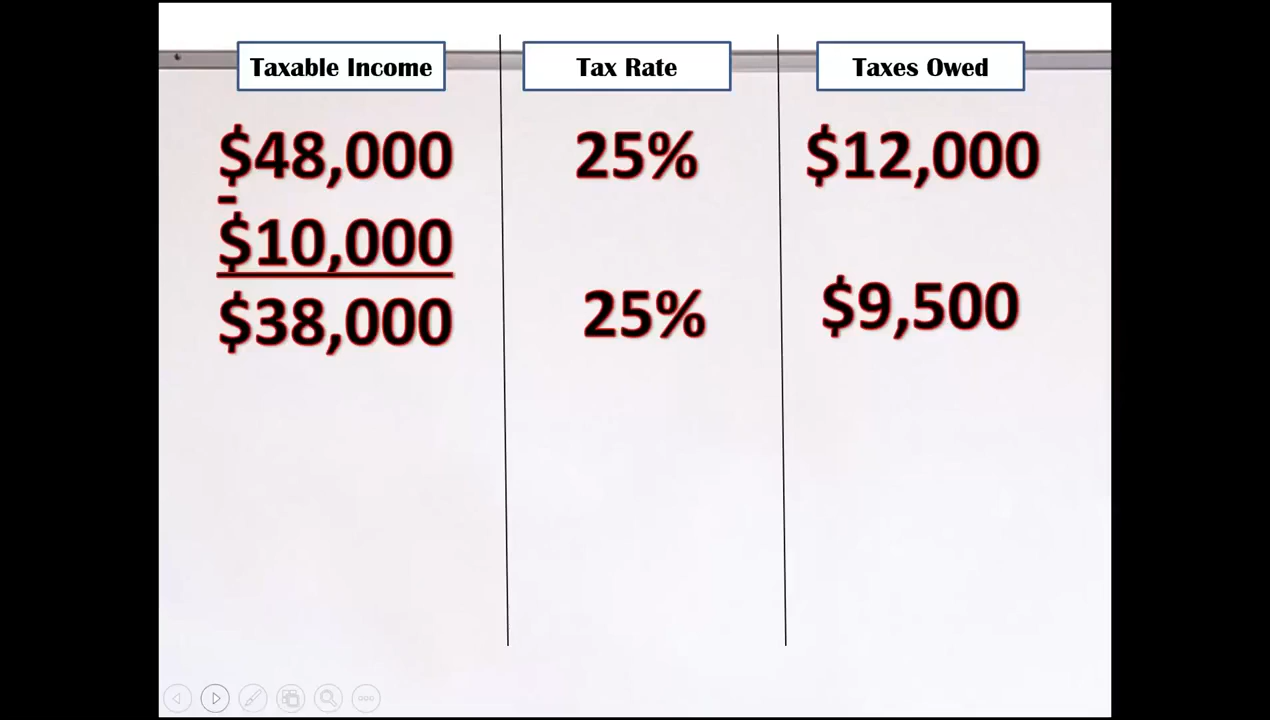 Taxable Income Tax Rate Taxes Owed
$48,000 25% $12,000
-
$10,000
$38,000 25% $9,500